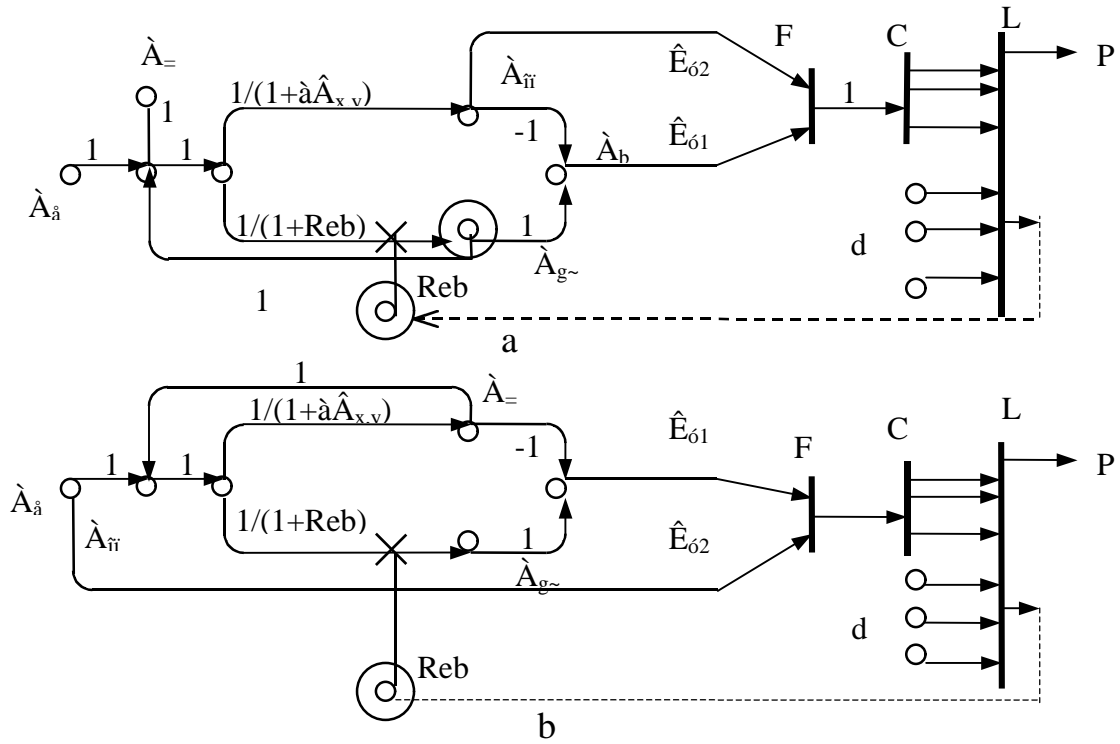 L
F
C
À=
Àîï
Êó2
P
1/(1+àÂx,v)
1
1
1
1
-1
Àb
Êó1
Àå
1/(1+Reb)
1
Àg~
d
1
Reb
a
1
À=
1/(1+àÂx,v)
L
-1
Êó1
C
F
P
1
1
Àå
Àîï
1/(1+Reb)
1
Êó2
Àg~
d
Reb
b